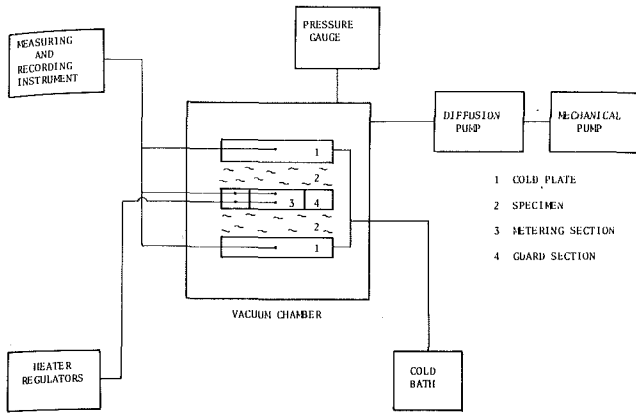 PRESSURE
GAUGE
MEASURING
AND
RECORDING
INSTRUMENT
DIFFUSION
PUMP
MECHANICAL
PUMP
1
2
3 4
2
1
1 COLD PLATE
2 SPECIMEN
3 METERING SECTION
4 GUARD SECTION
VACUUM CHAMBER
HEATER
REGULATORS
COLD
BATH